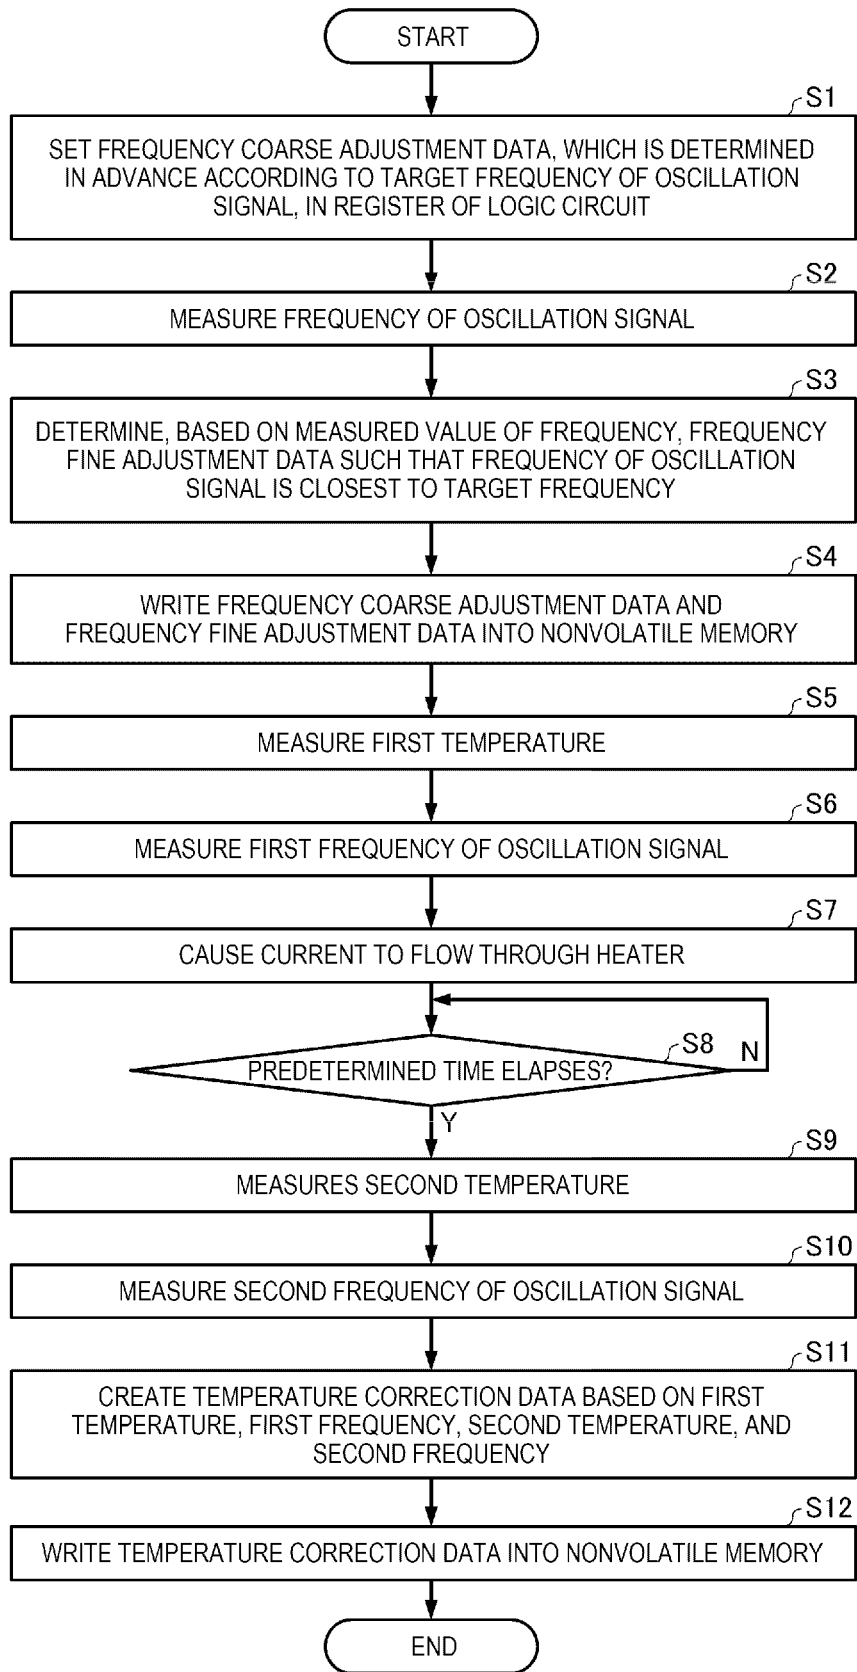 START
S1
SET FREQUENCY COARSE ADJUSTMENT DATA, WHICH IS DETERMINED
IN ADVANCE ACCORDING TO TARGET FREQUENCY OF OSCILLATION
SIGNAL, IN REGISTER OF LOGIC CIRCUIT
S2
MEASURE FREQUENCY OF OSCILLATION SIGNAL
S3
DETERMINE, BASED ON MEASURED VALUE OF FREQUENCY, FREQUENCY
FINE ADJUSTMENT DATA SUCH THAT FREQUENCY OF OSCILLATION
SIGNAL IS CLOSEST TO TARGET FREQUENCY
S4
WRITE FREQUENCY COARSE ADJUSTMENT DATA AND
FREQUENCY FINE ADJUSTMENT DATA INTO NONVOLATILE MEMORY
S5
MEASURE FIRST TEMPERATURE
S6
MEASURE FIRST FREQUENCY OF OSCILLATION SIGNAL
S7
CAUSE CURRENT TO FLOW THROUGH HEATER
S8
N
PREDETERMINED TIME ELAPSES?
Y
S9
MEASURES SECOND TEMPERATURE
S10
MEASURE SECOND FREQUENCY OF OSCILLATION SIGNAL
S11
CREATE TEMPERATURE CORRECTION DATA BASED ON FIRST
TEMPERATURE, FIRST FREQUENCY, SECOND TEMPERATURE, AND
SECOND FREQUENCY
S12
WRITE TEMPERATURE CORRECTION DATA INTO NONVOLATILE MEMORY
END